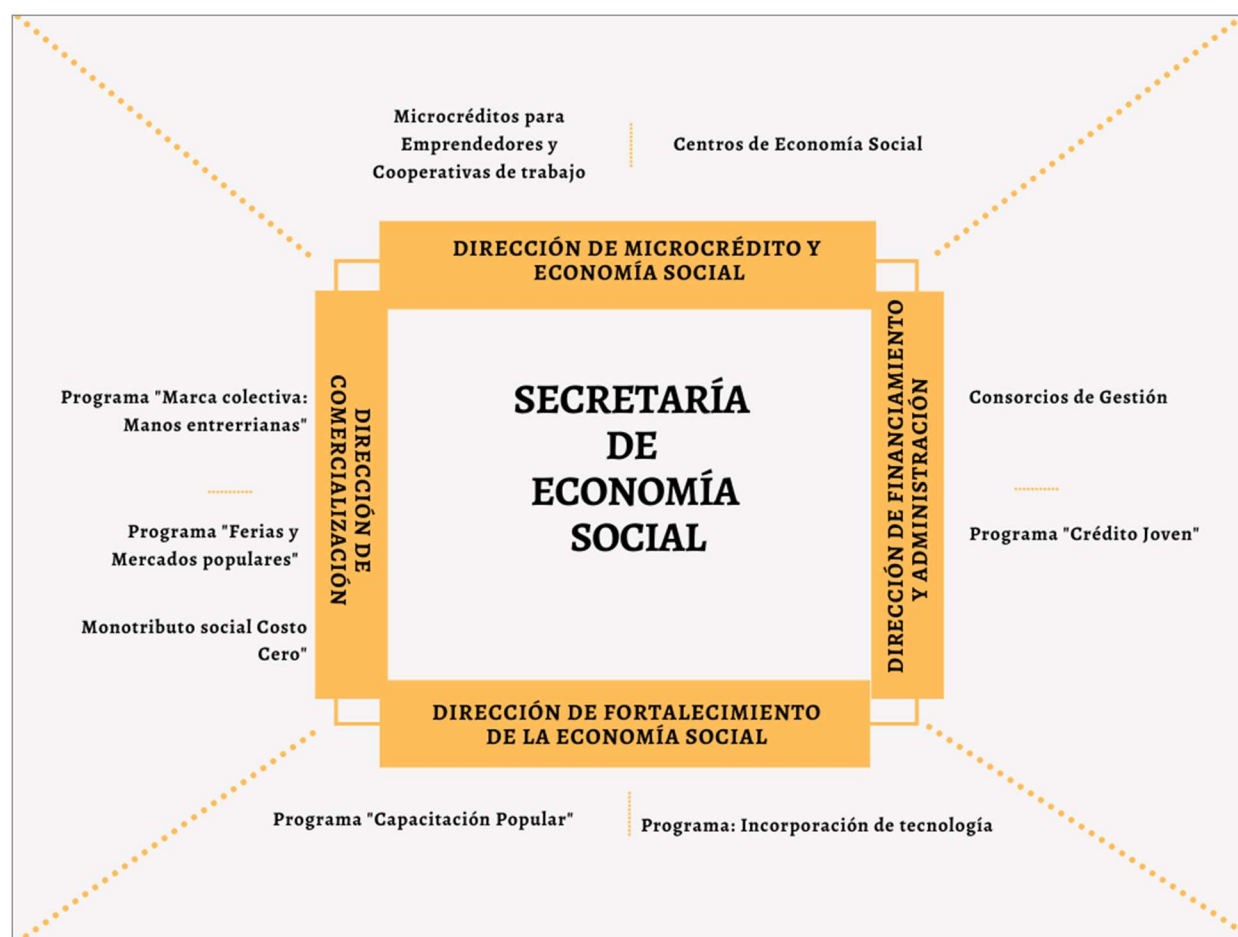 Microcréditos para
Emprendedores y
Cooperativas de trabajo
Centros de Economía Social
DIRECCIÓN DE MICROCRÉDITO Y
ECONOMÍA SOCIAL
Programa "Marca colectiva:
Manos entrerrianas"
Programa "Ferias y
Mercados populares"
Monotributo social Costo
Cero"
DIRECCIÓN DE
COMERCIALIZACIÓN
SECRETARÍA
DE
ECONOMÍA
SOCIAL
DIRECCIÓN DE FINANCIAMIENTO
Y ADMINISTRACIÓN
Consorcios de Gestión
Programa "Crédito Joven"
DIRECCIÓN DE FORTALECIMIENTO
DE LA ECONOMÍA SOCIAL
Programa "Capacitación Popular"
Programa: Incorporación de tecnología